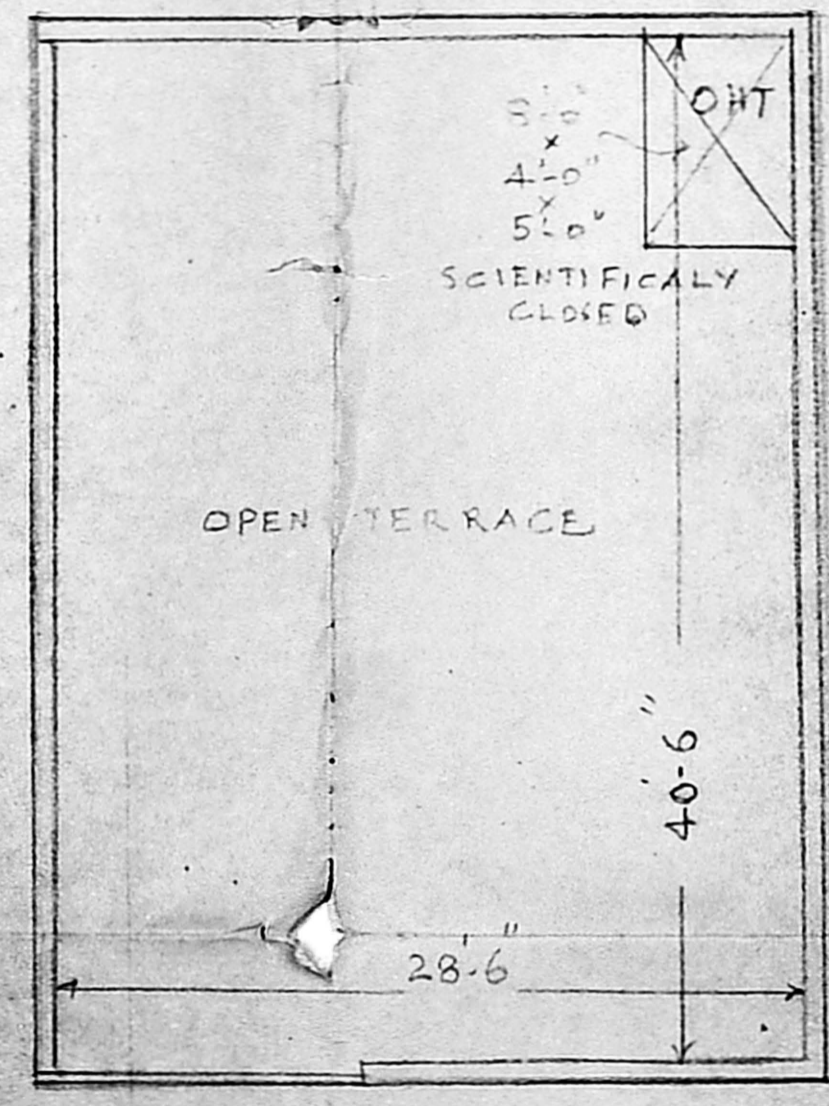 OHT
8'-0"
×
4'-0"
×
5'-0"
SCIENTIFICALY
CLOSED
OPEN TERRACE
40'-6"
28'-6"